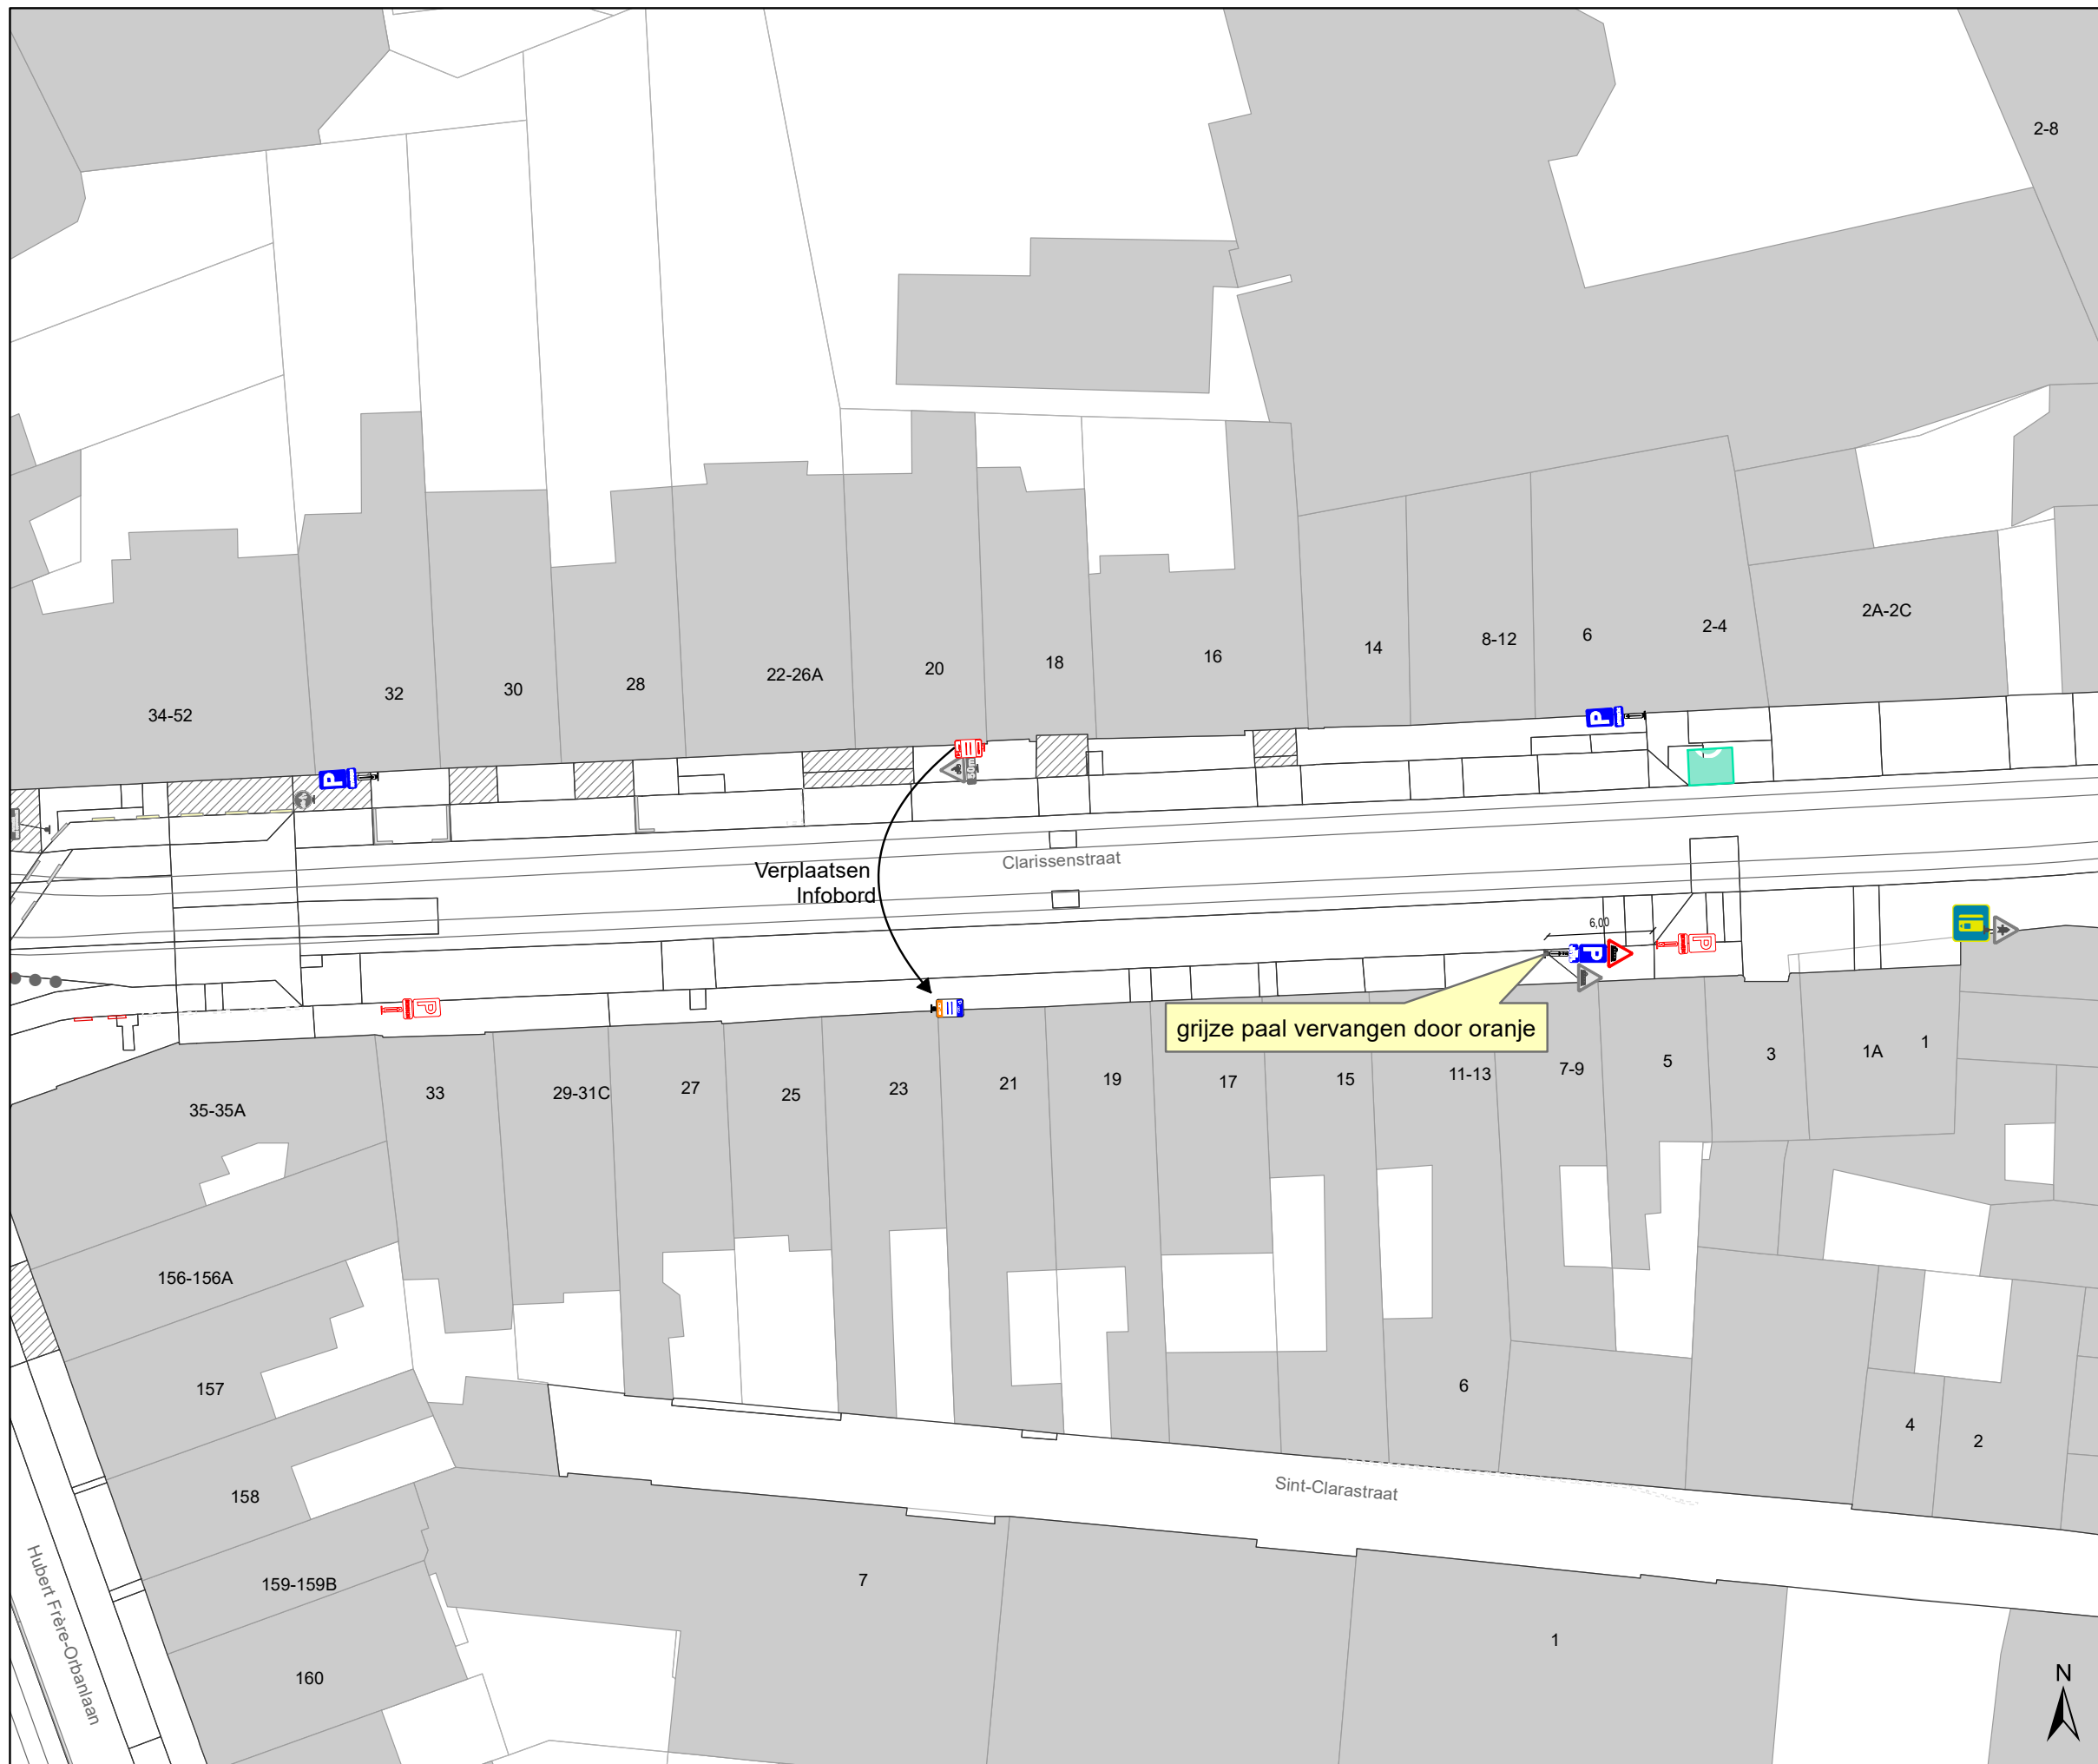 2-8
2A-2C
2-4
6
8-12
14
16
18
20
22-26A
28
30
32
34-52
P
P
30m
Clarissenstraat
Verplaatsen
Infobord
6,00
P
P
P
grijze paal vervangen door oranje
35-35A
33
29-31C
27
25
23
21
19
17
15
11-13
7-9
5
3
1A
1
156-156A
157
158
159-159B
160
6
4
2
Sint-Clarastraat
Hubert Frère-Orbanlaan
7
1
N